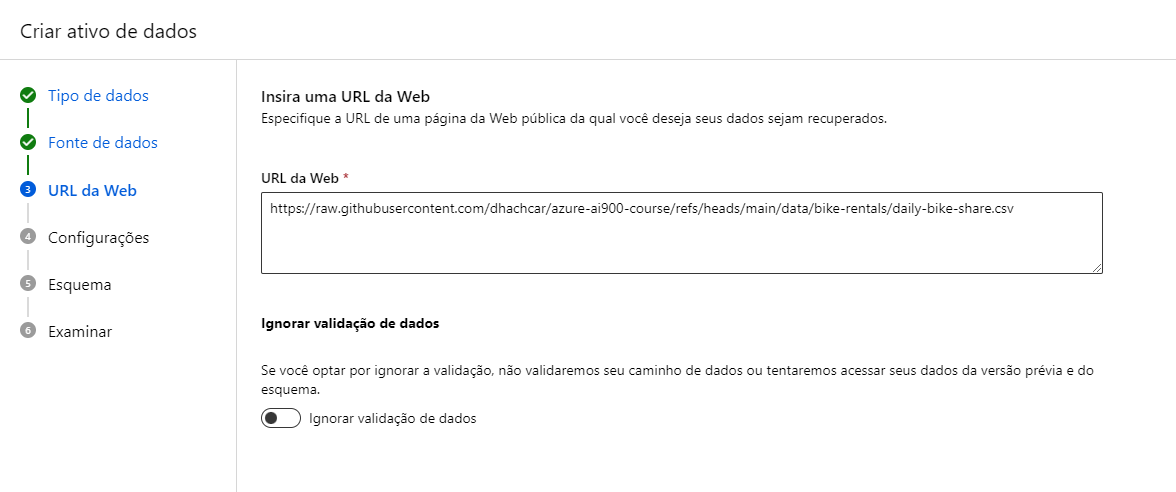 Criar ativo de dados
Tipo de dados
Fonte de dados
3 URL da Web
4 Configurações
5 Esquema
6 Examinar
Insira uma URL da Web
Especifique a URL de uma página da Web pública da qual você deseja seus dados sejam recuperados.
URL da Web *
https://raw.githubusercontent.com/dhachcar/azure-ai900-course/refs/heads/main/data/bike-rentals/daily-bike-share.csv
Ignorar validação de dados
Se você optar por ignorar a validação, não validaremos seu caminho de dados ou tentaremos acessar seus dados da versão prévia e do
esquema.
Ignorar validação de dados